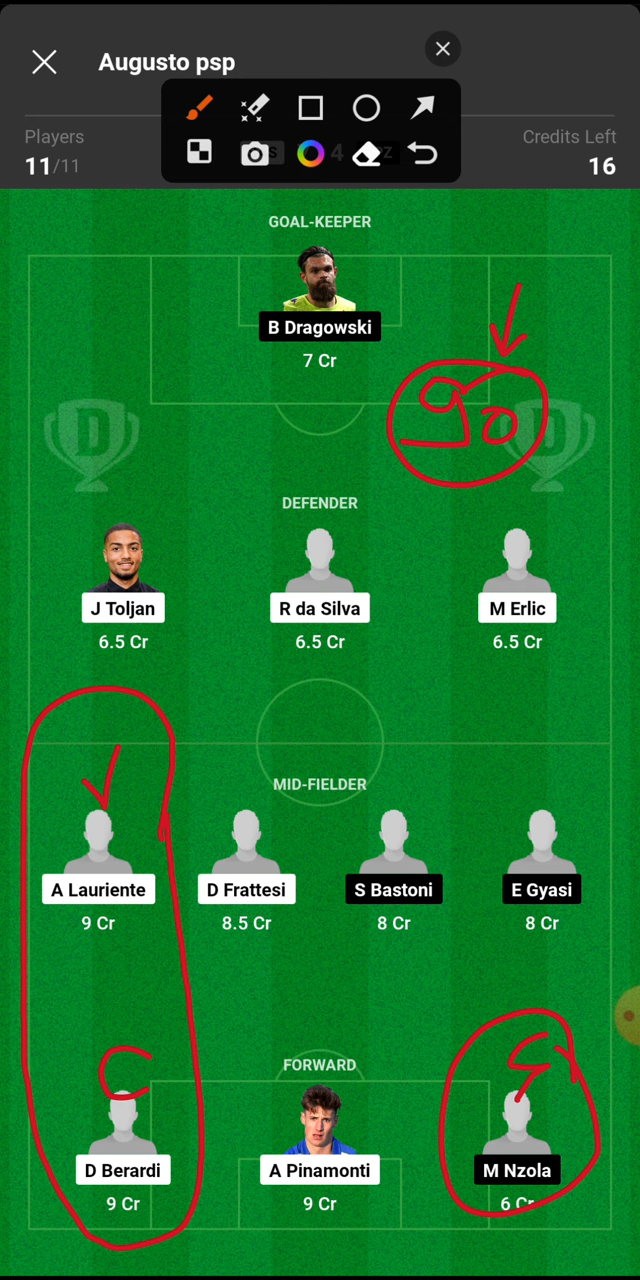 Augusto psp
Players
Credits Left
11/11
4
16
GOAL-KEEPER
B Dragowski
7 Cr
90
D
D
DEFENDER
J Toljan
R da Silva
M Erlic
6.5 Cr
6.5 Cr
6.5 Cr
MID-FIELDER
A Lauriente
D Frattesi
S Bastoni
E Gyasi
9 Cr
8.5 Cr
8 Cr
8 Cr
C
FORWARD
D Berardi
A Pinamonti
M Nzola
9 Cr
9 Cr
6 Cr